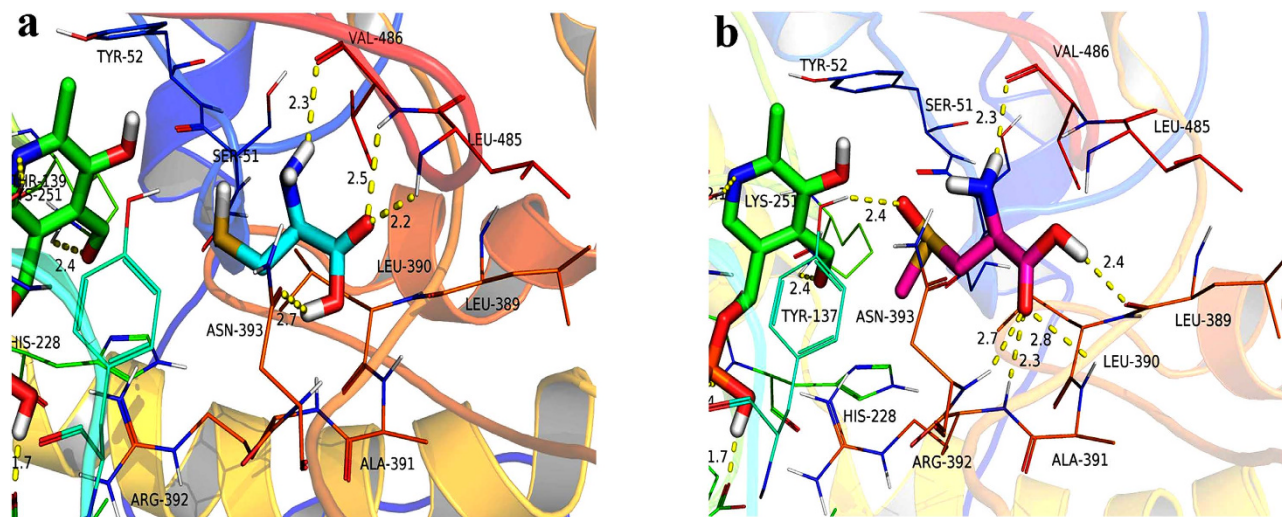 a
VAL-486
TYR-52
2.3
LEU-485
SER-51
2.5
2.2
2.4
LEU-390
LEU-389
ASN-393
2.7
HIS-228
1.7
ALA-391
ARG-392
b
VAL-486
TYR-52
SER-51
2.3
LEU-485
LYS-251
2.4
2.4
2.4
TYR-137
ASN-393
LEU-389
2.7
2.8
LEU-390
2.3
HIS-228
1.7
ARG-392
ALA-391